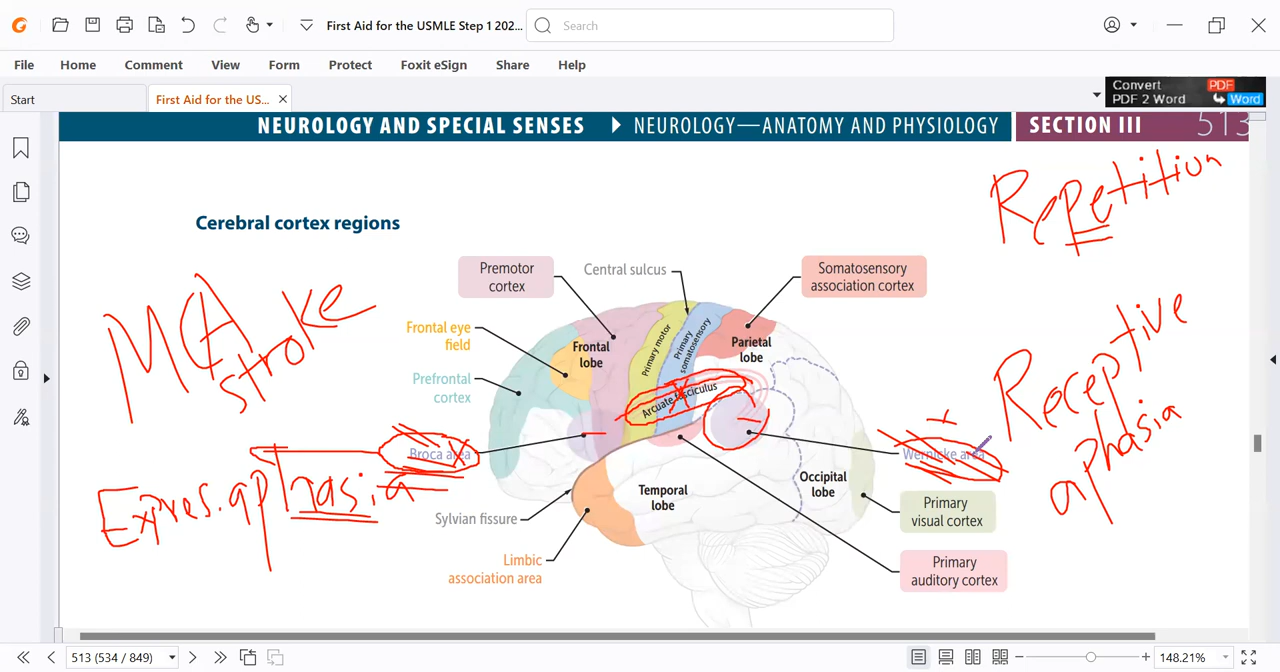 First Aid for the USMLE Step 1 202...
Search
File Home Comment View Form Protect Foxit eSign Share Help
Start
First Aid for the US...
Convert PDF
PDF 2 Word Word
NEUROLOGY AND SPECIAL SENSES NEUROLOGY—ANATOMY AND PHYSIOLOGY SECTION III 513
Repetition
Cerebral cortex regions
MCA
stroke
Premotor
cortex
Central sulcus
Somatosensory
association cortex
Frontal eye
field
Frontal
lobe
Primary motor
Primary
somatosensory
Parietal
lobe
Prefrontal
cortex
Arcuate fasciculus
Receptive
aphasia
Broca area
Wernicke area
Expres. aphasia
Sylvian fissure
Temporal
lobe
Occipital
lobe
Primary
visual cortex
Limbic
association area
Primary
auditory cortex
513 (534 / 849)
148.21%